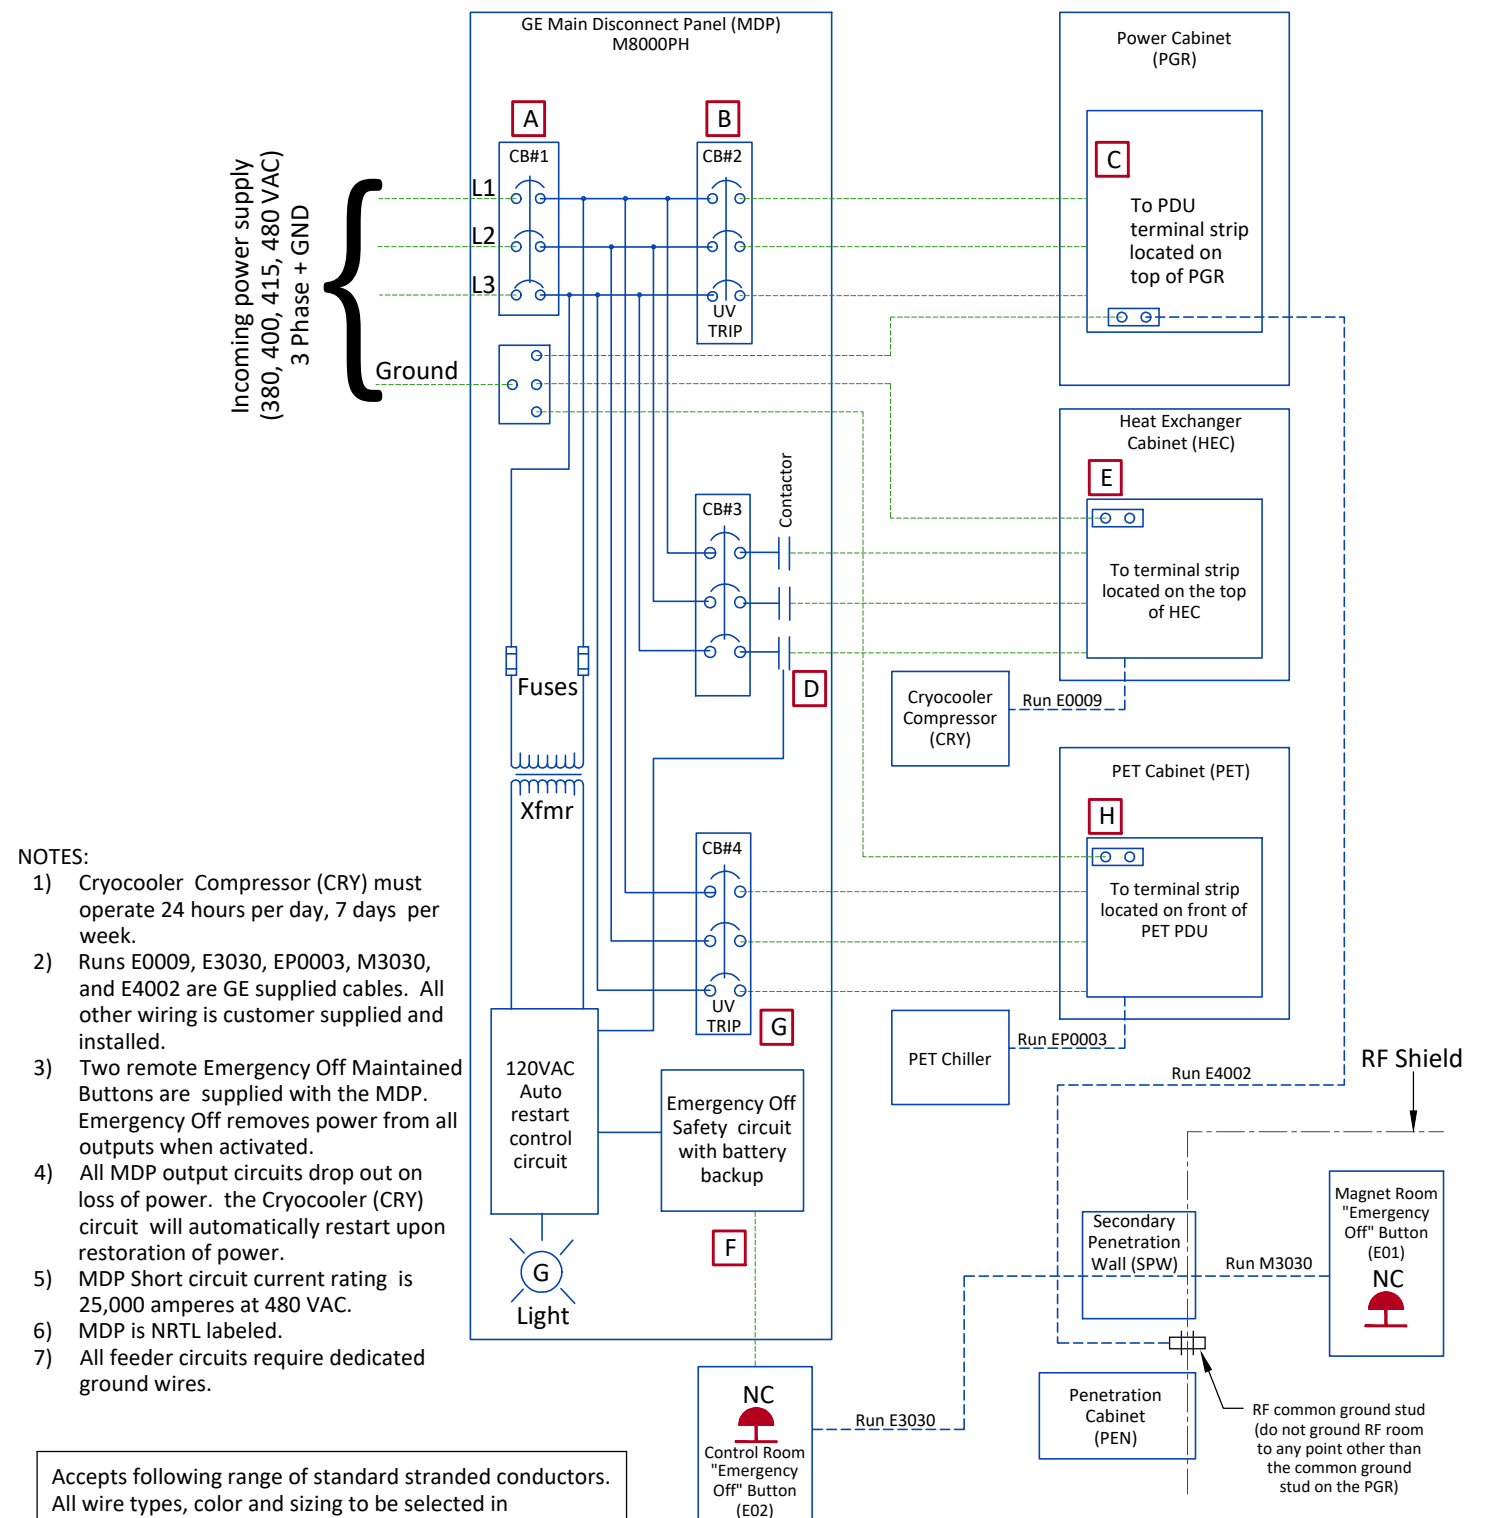 GE Main Disconnect Panel (MDP)
M8000PH
Power Cabinet
(PGR)
A
B
C
CB#1
CB#2
Incoming power supply
(380, 400, 415, 480 VAC)
3 Phase + GND
L1
L2
L3
Ground
UV
TRIP
To PDU
terminal strip
located on
top of PGR
Heat Exchanger
Cabinet (HEC)
E
CB#3
Contactor
To terminal strip
located on the top
of HEC
Fuses
D
Cryocooler
Compressor
(CRY)
Run E0009
Xfmr
PET Cabinet (PET)
H
CB#4
To terminal strip
located on front of
PET PDU
UV
TRIP
G
PET Chiller
Run EP0003
Run E4002
RF Shield
120VAC
Auto
restart
control
circuit
Emergency Off
Safety circuit
with battery
backup
F
G
Light
Secondary
Penetration
Wall (SPW)
Run M3030
Magnet Room
"Emergency
Off" Button
(E01)
NC
NC
Control Room
"Emergency
Off" Button
(E02)
Run E3030
Penetration
Cabinet
(PEN)
RF common ground stud
(do not ground RF room
to any point other than
the common ground
stud on the PGR)
NOTES:
1) Cryocooler Compressor (CRY) must
operate 24 hours per day, 7 days per
week.
2) Runs E0009, E3030, EP0003, M3030,
and E4002 are GE supplied cables. All
other wiring is customer supplied and
installed.
3) Two remote Emergency Off Maintained
Buttons are supplied with the MDP.
Emergency Off removes power from all
outputs when activated.
4) All MDP output circuits drop out on
loss of power. the Cryocooler (CRY)
circuit will automatically restart upon
restoration of power.
5) MDP Short circuit current rating is
25,000 amperes at 480 VAC.
6) MDP is NRTL labeled.
7) All feeder circuits require dedicated
ground wires.
Accepts following range of standard stranded conductors.
All wire types, color and sizing to be selected in